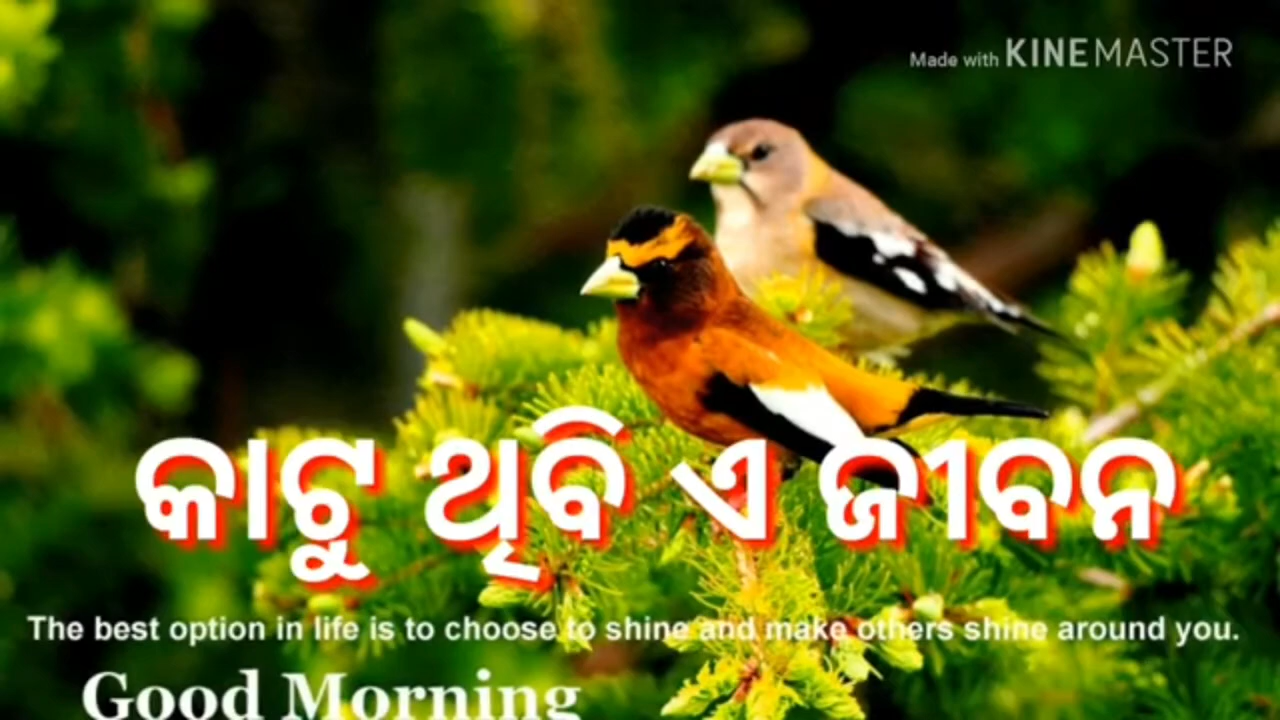 Made with KINEMASTER
କାଟୁ ଥିବି ଏ ଜୀବନ
The best option in life is to choose to shine and make others shine around you.
Good Morning